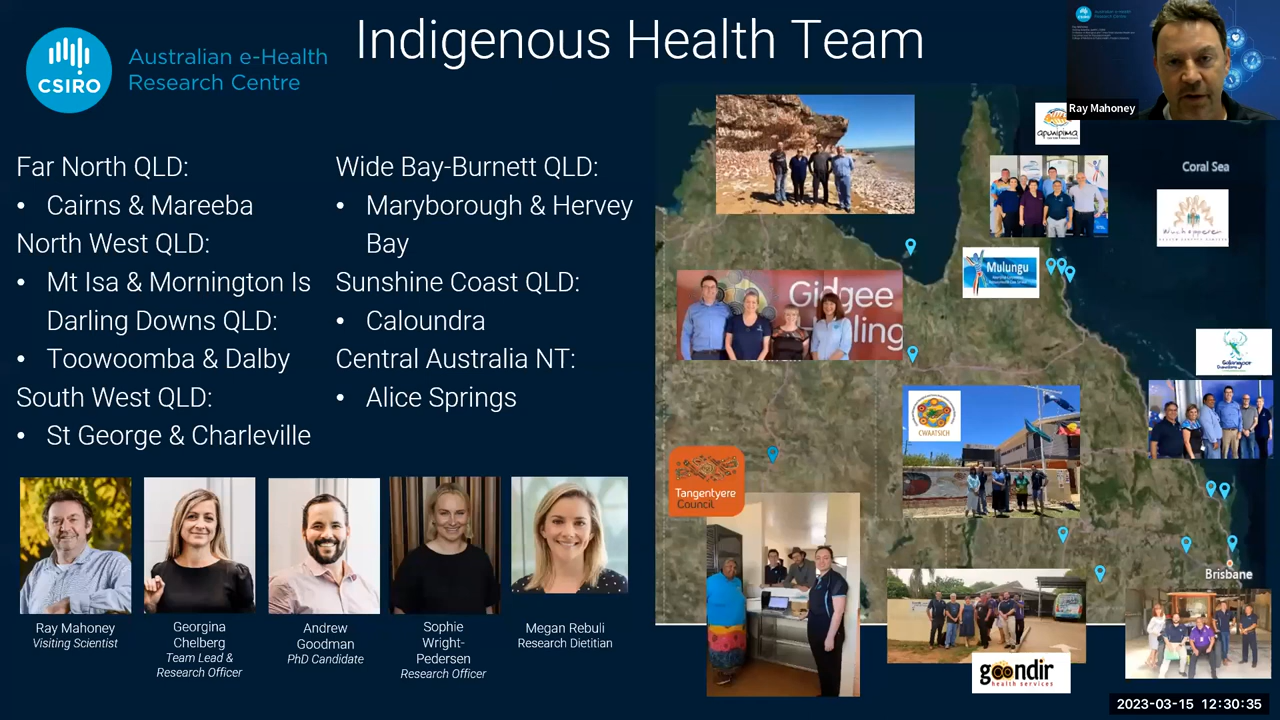 Indigenous Health Team
CSIRO
Australian e-Health
Research Centre
Far North QLD:
• Cairns & Mareeba
North West QLD:
• Mt Isa & Mornington Is
Darling Downs QLD:
• Toowoomba & Dalby
South West QLD:
• St George & Charleville
Wide Bay-Burnett QLD:
• Maryborough & Hervey
Bay
Sunshine Coast QLD:
• Caloundra
Central Australia NT:
• Alice Springs
Ray Mahoney
Visiting Scientist
Georgina
Chelberg
Team Lead &
Research Officer
Andrew
Goodman
PhD Candidate
Sophie
Wright-
Pedersen
Research Officer
Megan Rebuli
Research Dietitian
Ray Mahoney
apunipima
Coral Sea
Wuchopperen
Mulungu
Gidgee
CWAATSICH
Tangentyere
Council
Brisbane
goondir
health services
2023-03-15 12:30:35